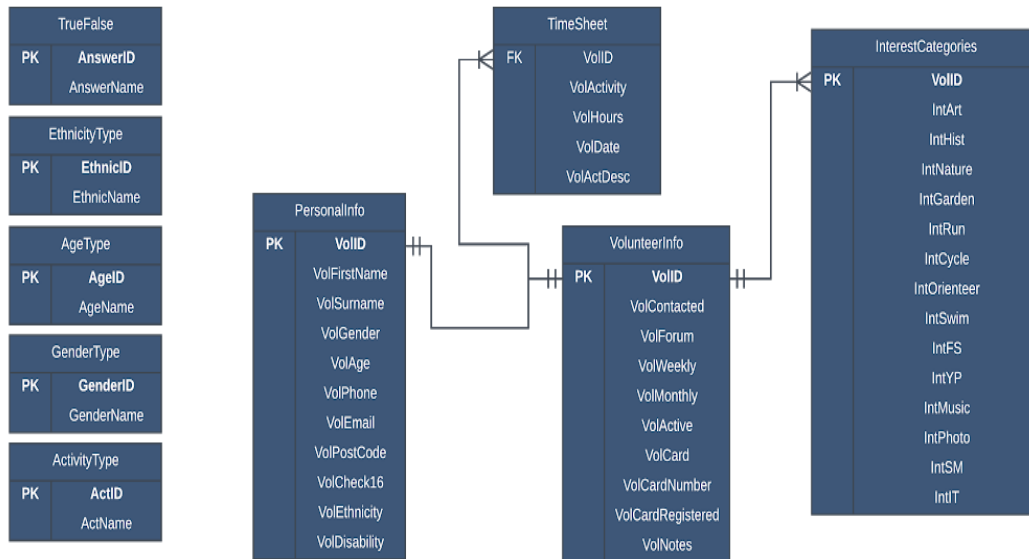 TrueFalse
PK AnswerID
AnswerName
EthnicityType
PK EthnicID
EthnicName
AgeType
PK AgeID
AgeName
GenderType
PK GenderID
GenderName
ActivityType
PK ActID
ActName
PersonalInfo
PK VolID
VolFirstName
VolSurname
VolGender
VolAge
VolPhone
VolEmail
VolPostCode
VolCheck16
VolEthnicity
VolDisability
TimeSheet
FK VolID
VolActivity
VolHours
VolDate
VolActDesc
VolunteerInfo
PK VolID
VolContacted
VolForum
VolWeekly
VolMonthly
VolActive
VolCard
VolCardNumber
VolCardRegistered
VolNotes
InterestCategories
PK VolID
IntArt
IntHist
IntNature
IntGarden
IntRun
IntCycle
IntOrienteer
IntSwim
IntFS
IntYP
IntMusic
IntPhoto
IntSM
IntIT